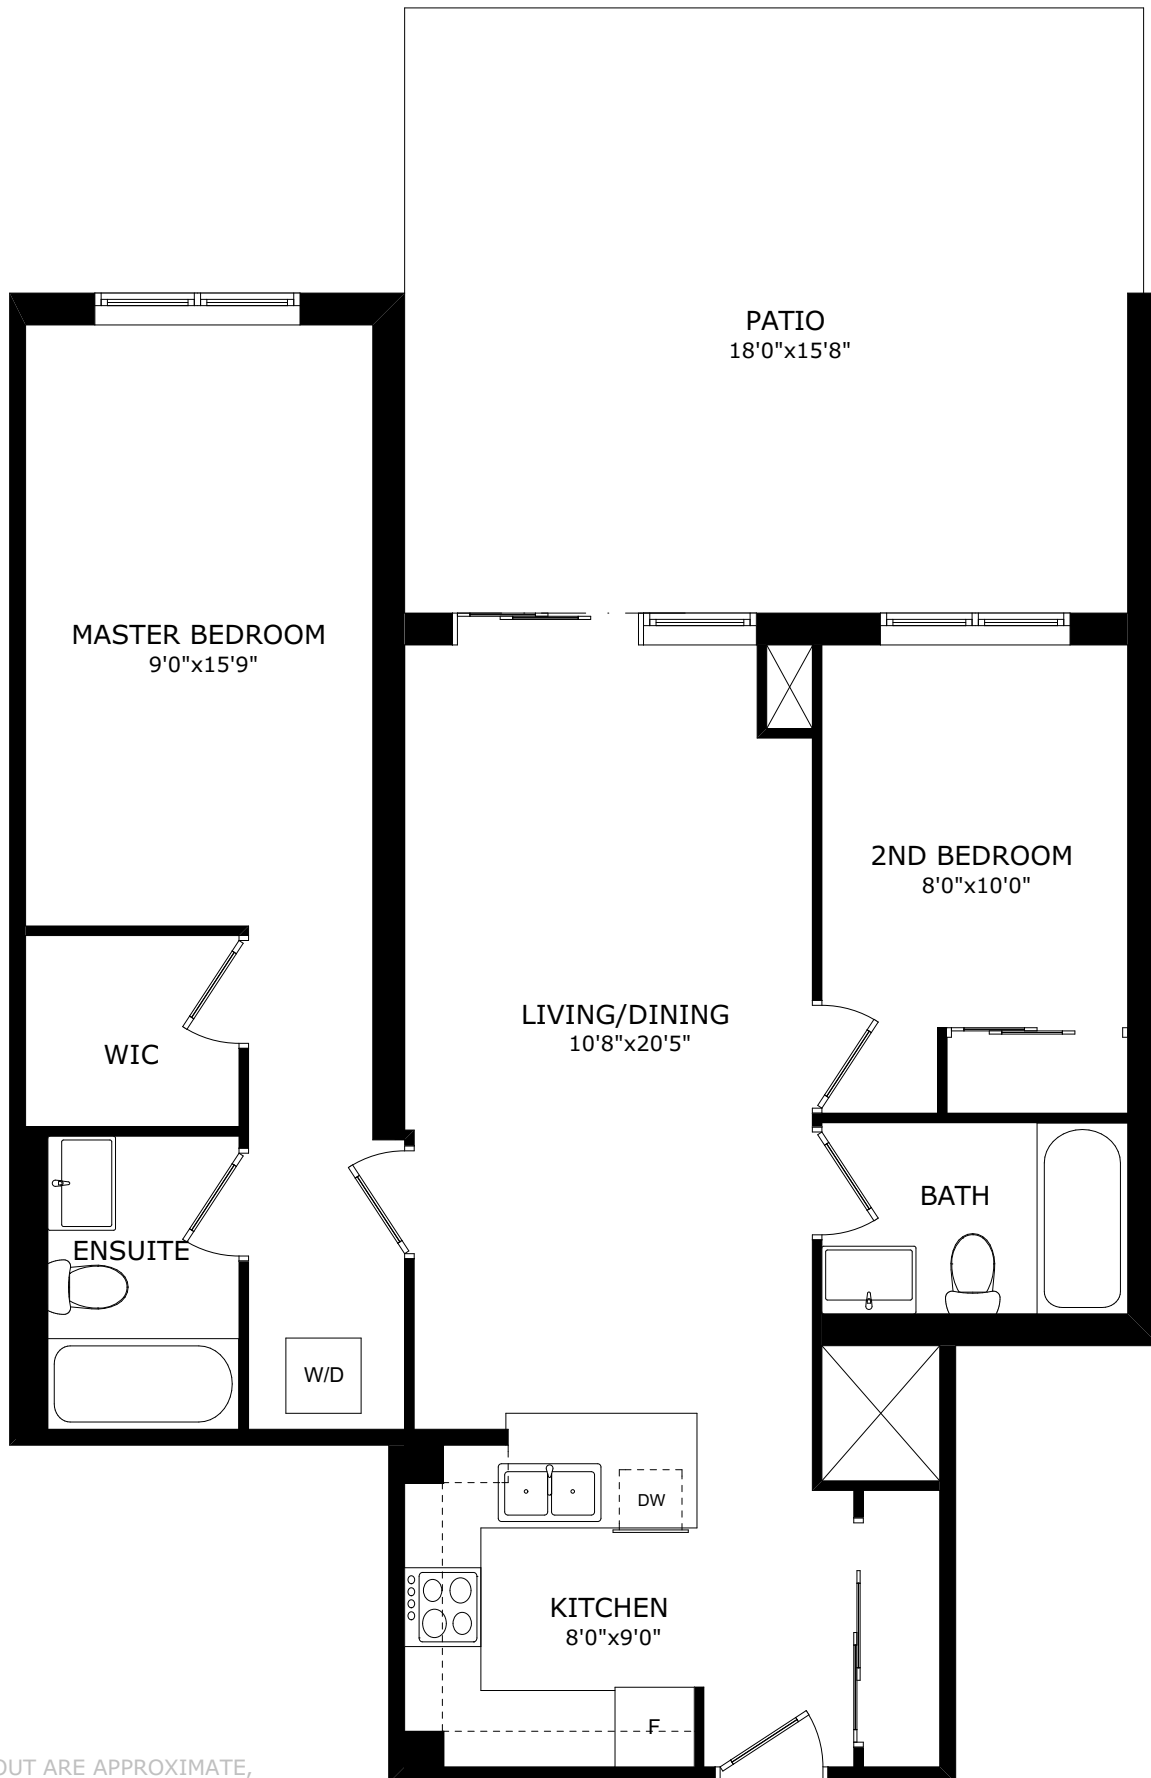 PATIO
18'0"x15'8"
MASTER BEDROOM
9'0"x15'9"
2ND BEDROOM
8'0"x10'0"
LIVING/DINING
10'8"x20'5"
WIC
BATH
ENSUITE
W/D
DW
KITCHEN
8'0"x9'0"
F
OUT ARE APPROXIMATE,